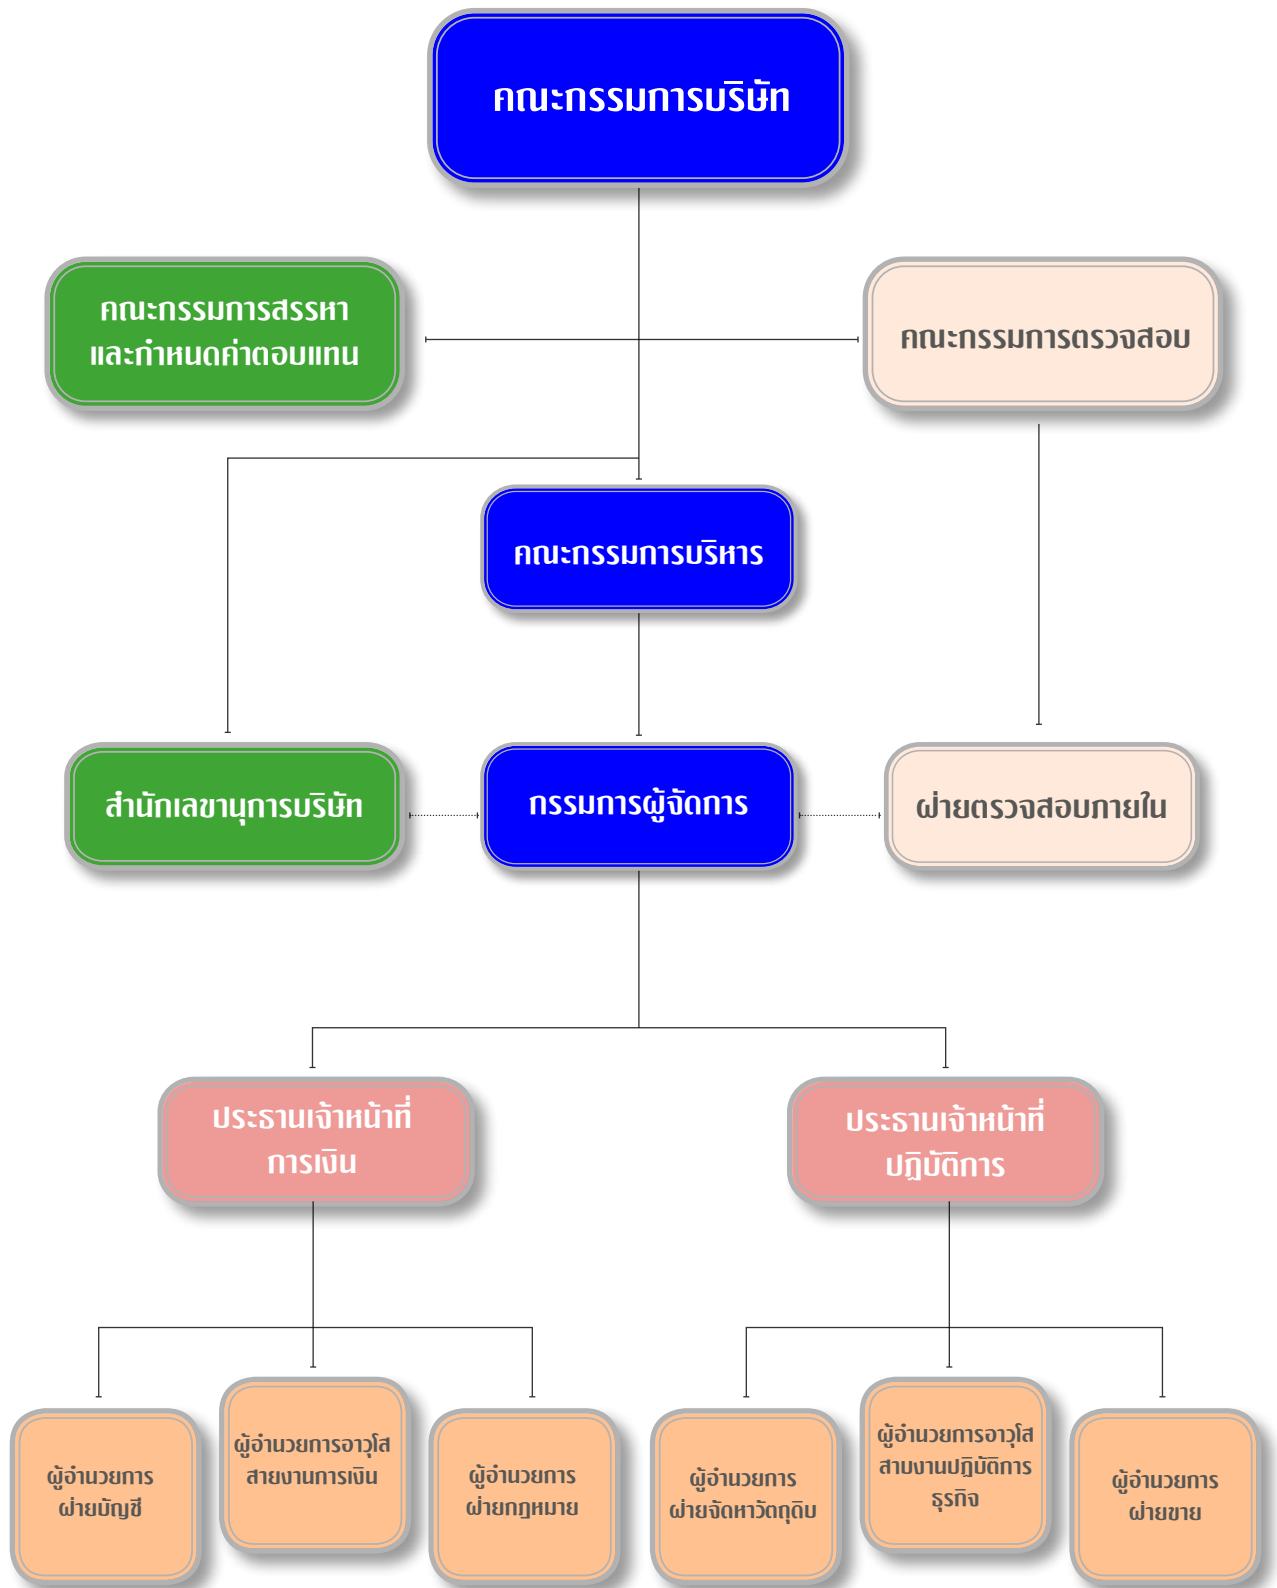 คณะกรรมการบริษัท
คณะกรรมการสรรหา
และกำหนดค่าตอบแทน
คณะกรรมการตรวจสอบ
คณะกรรมการบริหาร
สำนักเลขานุการบริษัท
กรรมการผู้จัดการ
ฝ่ายตรวจสอบภายใน
ประธานเจ้าหน้าที่
การเงิน
ประธานเจ้าหน้าที่
ปฏิบัติการ
ผู้อำนวยการ
ฝ่ายบัญชี
ผู้อำนวยการอาวุโส
สายงานการเงิน
ผู้อำนวยการ
ฝ่ายกฎหมาย
ผู้อำนวยการ
ฝ่ายจัดหาวัตถุดิบ
ผู้อำนวยการอาวุโส
สามงานปฏิบัติการ
ธุรกิจ
ผู้อำนวยการ
ฝ่ายขาย